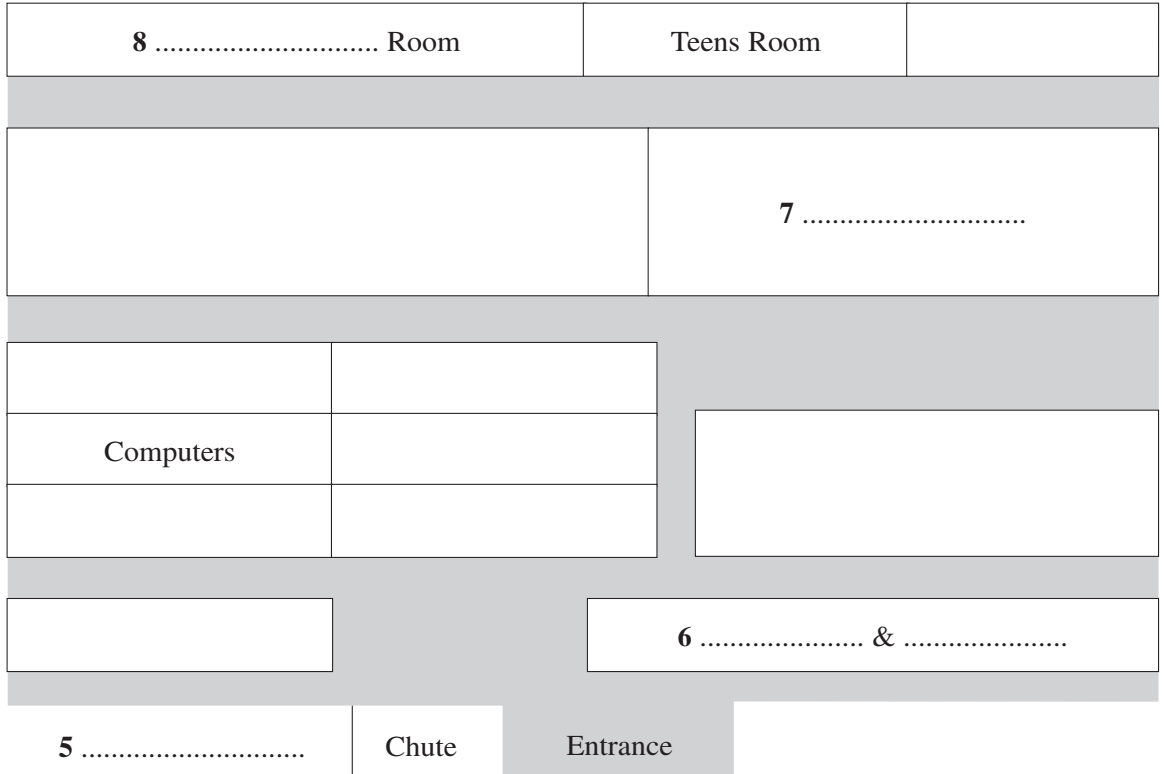 8 .............................. Room
Teens Room
7 ..............................
Computers
6 ...................... & ......................
5 ..............................
Chute
Entrance